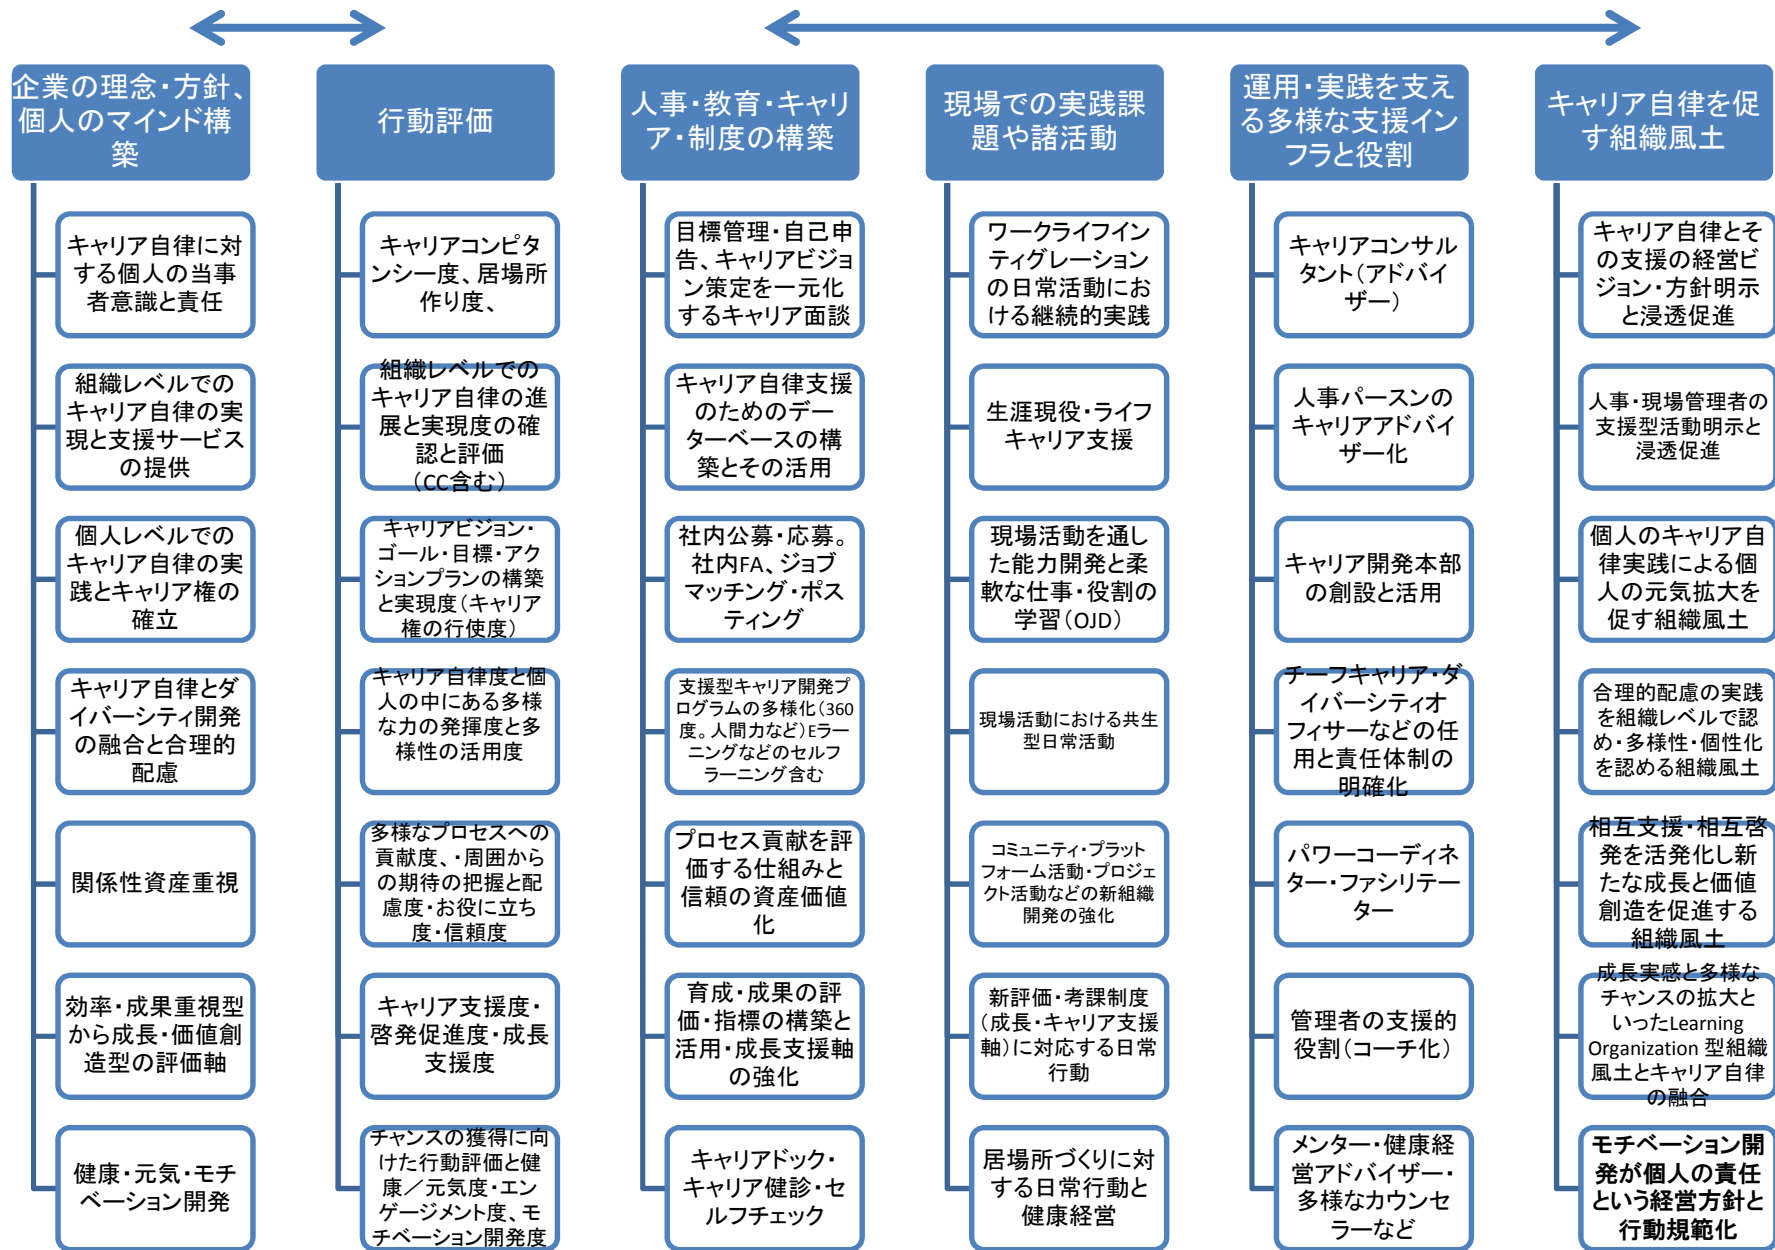 企業の理念・方針、
個人のマインド構
築
キャリア自律に対
する個人の当事
者意識と責任
組織レベルでの
キャリア自律の実
現と支援サービス
の提供
個人レベルでの
キャリア自律の実
践とキャリア権の
確立
キャリア自律とダ
イバーシティ開発
の融合と合理的
配慮
関係性資産重視
効率・成果重視型
から成長・価値創
造型の評価軸
健康・元気・モチ
ベーション開発
行動評価
キャリアコンピタ
ンシー度、居場所
作り度、
組織レベルでの
キャリア自律の進
展と実現度の確
認と評価
（CC含む）
キャリアビジョン・
ゴール・目標・アク
ションプランの構築
と実現度（キャリア
権の行使度）
キャリア自律度と個
人の中にある多様
な力の発揮度と多
様性の活用度
多様なプロセスへの
貢献度、・周囲から
の期待の把握と配
慮度・お役に立ち
度・信頼度
キャリア支援度・
啓発促進度・成長
支援度
チャンスの獲得に向
けた行動評価と健
康／元気度・エン
ゲージメント度、モ
チベーション開発度
人事・教育・キャリ
ア・制度の構築
目標管理・自己申
告、キャリアビジョ
ン策定を一元化
するキャリア面談
キャリア自律支援
のためのデー
ターベースの構
築とその活用
社内公募・応募。
社内FA、ジョブ
マッチング・ポス
ティング
支援型キャリア開発プ
ログラムの多様化（360
度。人間力など）Eラー
ニングなどのセルフ
ラーニング含む
プロセス貢献を評
価する仕組みと
信頼の資産価値
化
育成・成果の評
価・指標の構築と
活用・成長支援軸
の強化
キャリアドック・
キャリア健診・セ
ルフチェック
現場での実践課
題や諸活動
ワークライフイン
ティグレーション
の日常活動にお
ける継続的実践
生涯現役・ライフ
キャリア支援
現場活動を通し
た能力開発と柔
軟な仕事・役割の
学習（OJD）
現場活動における共生
型日常活動
コミュニティ・プラット
フォーム活動・プロジェ
クト活動などの新組織
開発の強化
新評価・考課制度
（成長・キャリア支援
軸）に対応する日常
行動
居場所づくりに対
する日常行動と
健康経営
運用・実践を支え
る多様な支援イン
フラと役割
キャリアコンサル
タント（アドバイ
ザー）
人事パースンの
キャリアアドバイ
ザー化
キャリア開発本部
の創設と活用
チーフキャリア・ダ
イバーシティオ
フィサーなどの任
用と責任体制の
明確化
パワーコーディネ
ター・ファシリテー
ター
管理者の支援的
役割（コーチ化）
メンター・健康経
営アドバイザー・
多様なカウンセ
ラーなど
キャリア自律を促
す組織風土
キャリア自律とそ
の支援の経営ビ
ジョン・方針明示
と浸透促進
人事・現場管理者の
支援型活動明示と
浸透促進
個人のキャリア自
律実践による個
人の元気拡大を
促す組織風土
合理的配慮の実践
を組織レベルで認
め・多様性・個性化
を認める組織風土
相互支援・相互啓
発を活発化し新
たな成長と価値
創造を促進する
組織風土
成長実感と多様な
チャンスの拡大と
いったLearning
Organization 型組織
風土とキャリア自律
の融合
モチベーション開
発が個人の責任
という経営方針と
行動規範化